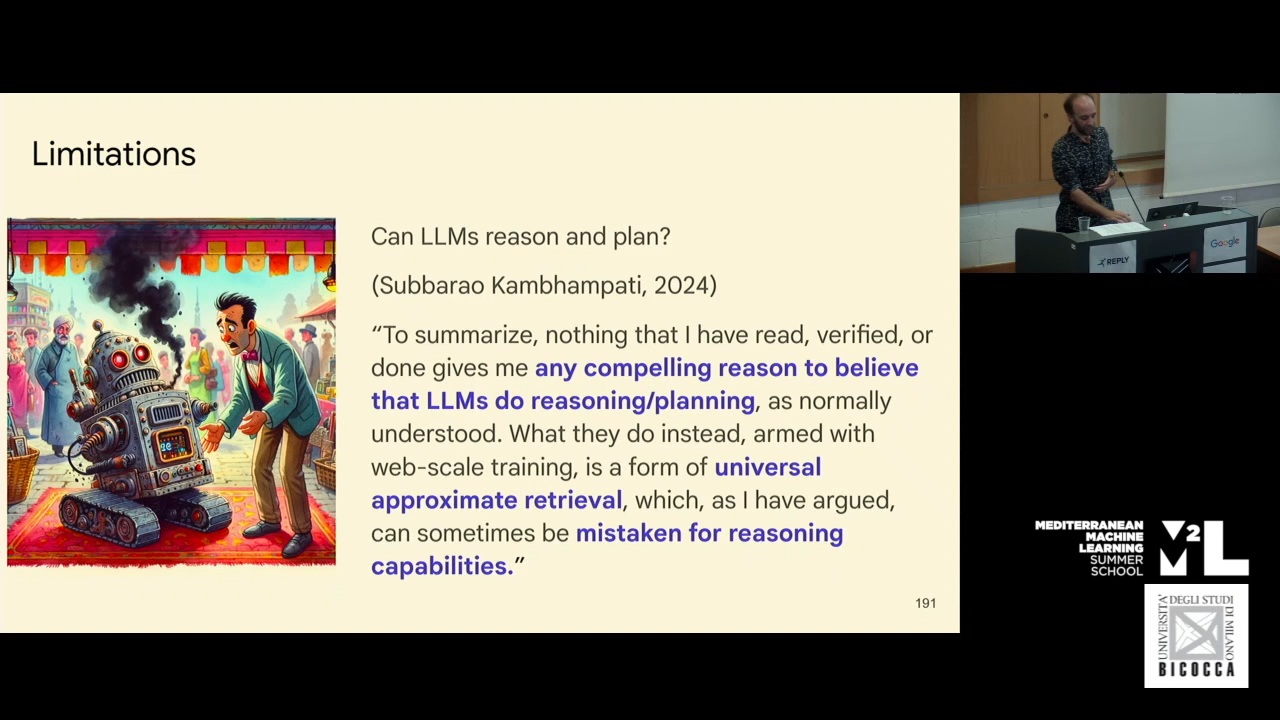 Limitations
Can LLMs reason and plan?
(Subbarao Kambhampati, 2024)
“To summarize, nothing that I have read, verified, or
done gives me any compelling reason to believe
that LLMs do reasoning/planning, as normally
understood. What they do instead, armed with
web-scale training, is a form of universal
approximate retrieval, which, as I have argued,
can sometimes be mistaken for reasoning
capabilities.”
191
REPLY
Google
MEDITERRANEAN
MACHINE
LEARNING
SUMMER
SCHOOL
M2L
UNIVERSITÀ
DEGLI STUDI
DI MILANO
BICOCCA